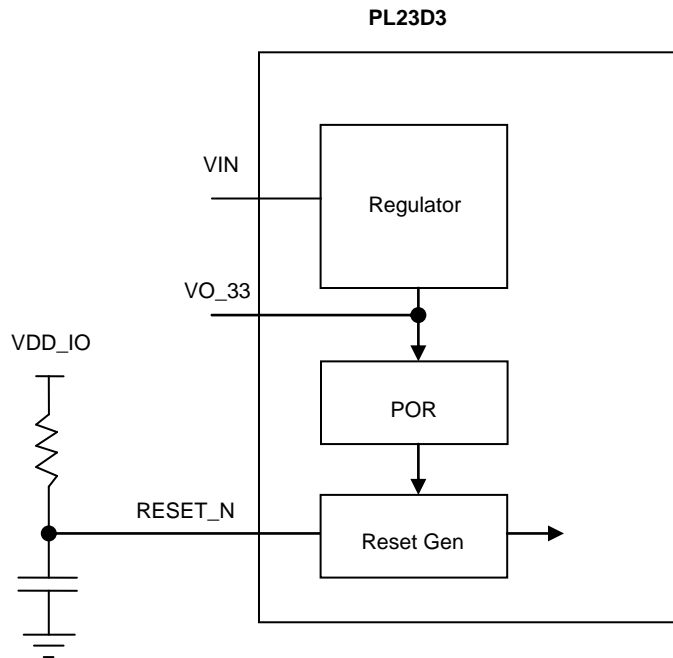 PL23D3
VIN
Regulator
VO_33
VDD_IO
POR
RESET_N
Reset Gen